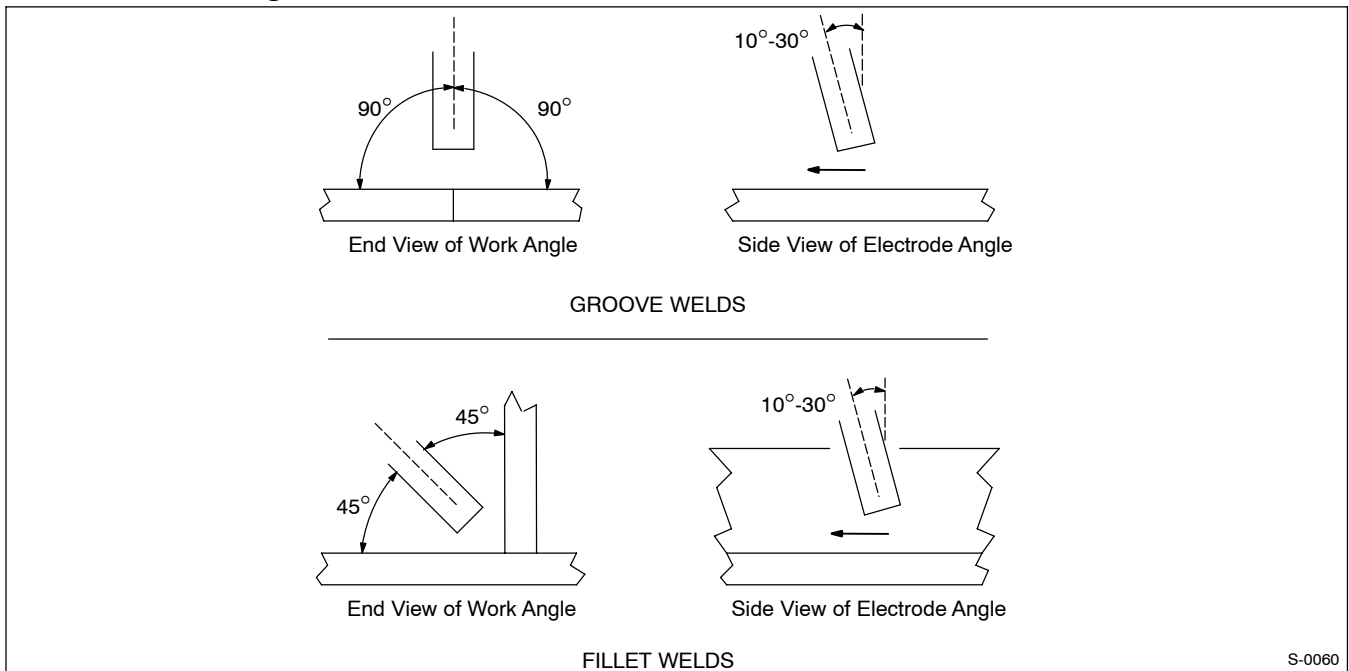 10°-30°
90°
90°
End View of Work Angle
Side View of Electrode Angle
GROOVE WELDS
10°-30°
45°
45°
End View of Work Angle
Side View of Electrode Angle
FILLET WELDS
S-0060